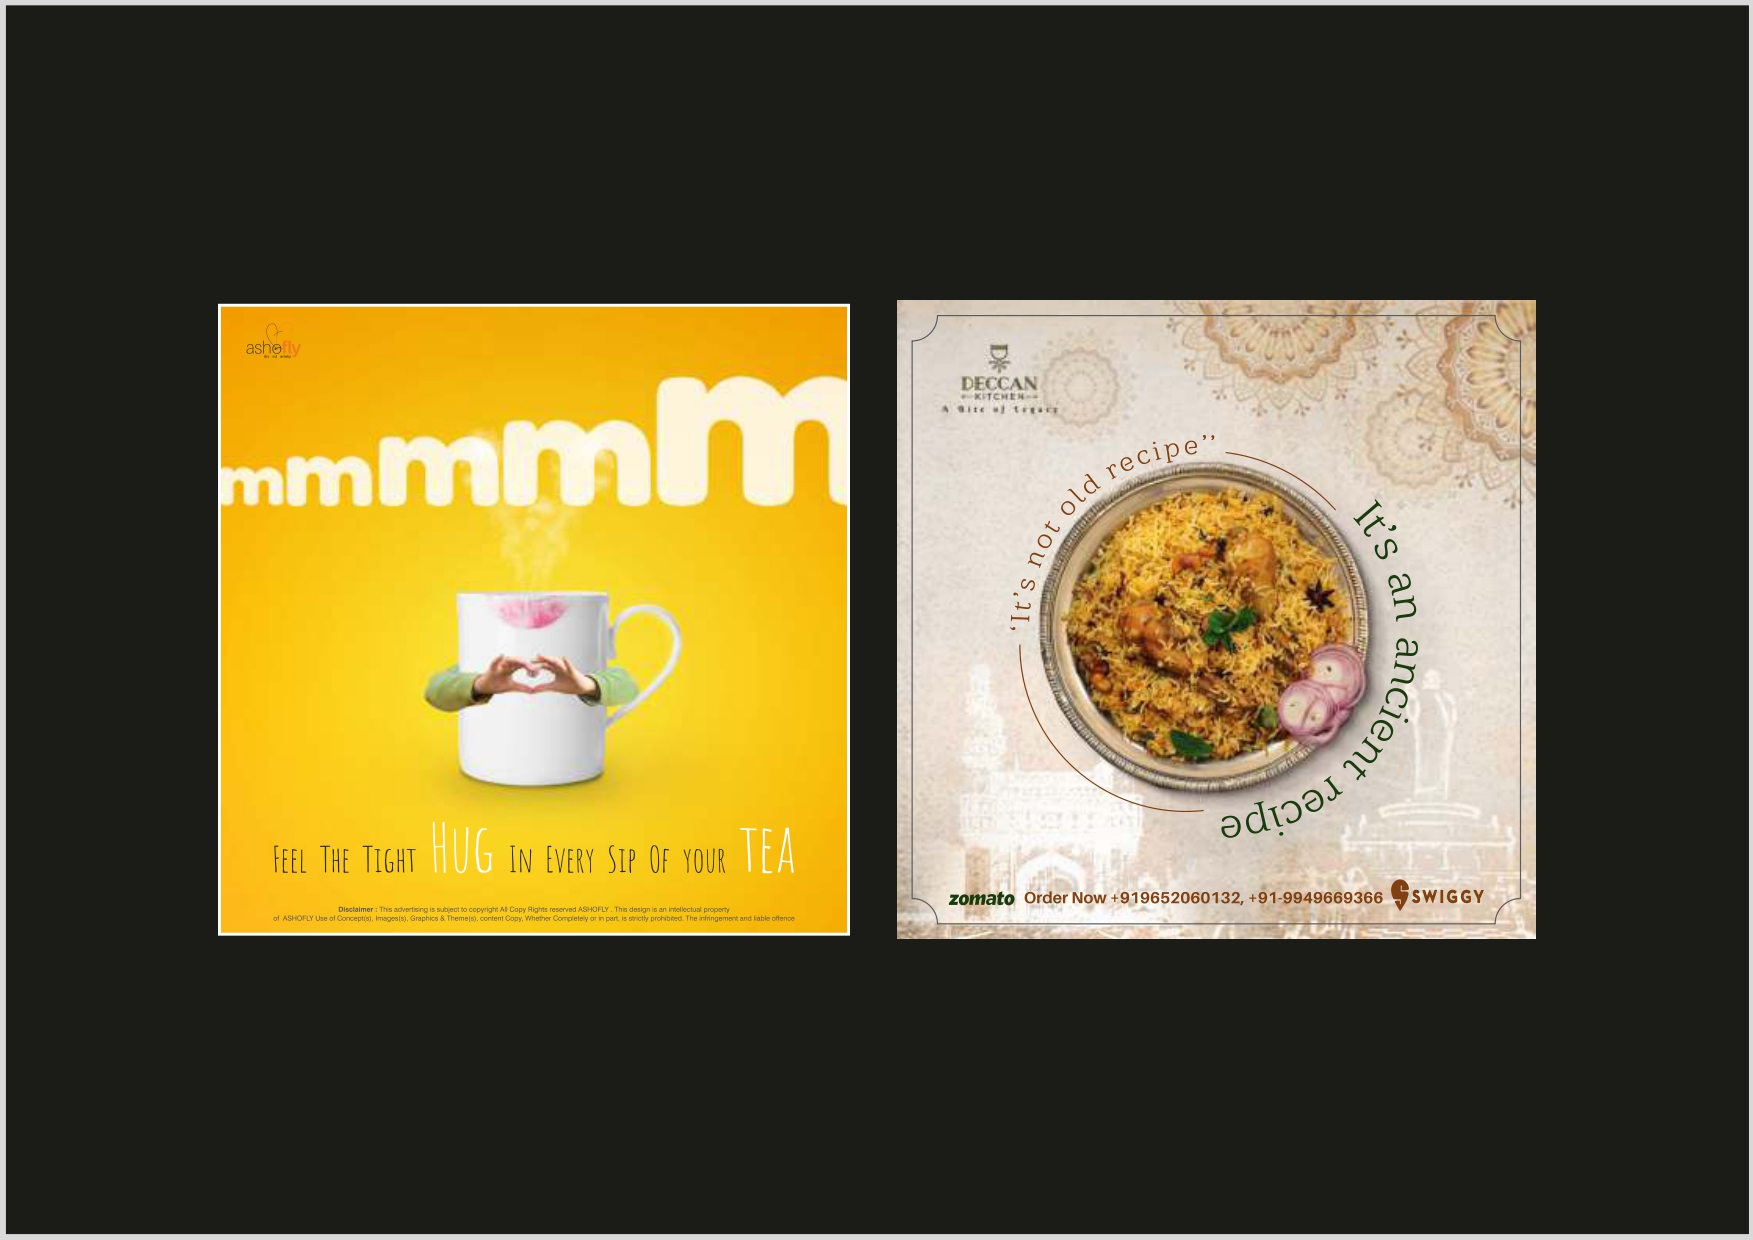 ashofly
mmmmm
FEEL THE TIGHT HUG IN EVERY SIP OF YOUR TEA
Disclaimer : This advertising is subject to copyright All Copy Rights reserved ASHOFLY . This design is an intellectual property
of ASHOFLY Use of Concept(s), Images(s), Graphics & Theme(s), content Copy, Whether Completely or in part, is strictly prohibited. The infringement and liable offence
DECCAN
KITCHEN
A Bite of Legacy
‘It’s not old recipe’’
It’s an ancient recipe
zomato Order Now +919652060132, +91-9949669366 SWIGGY